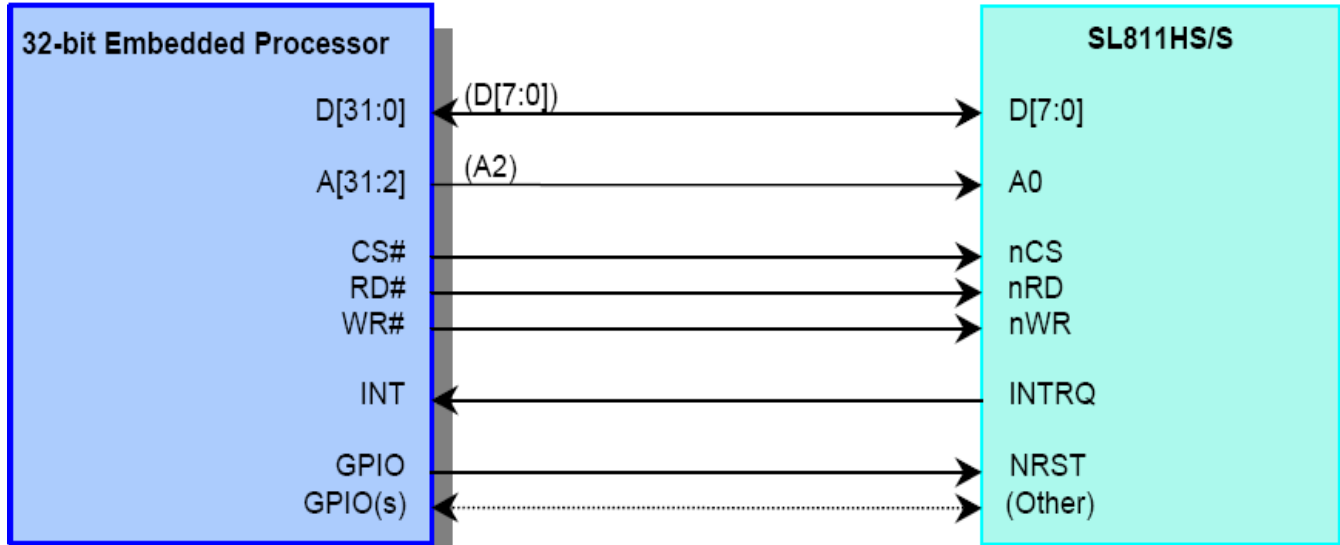 32-bit Embedded Processor
SL811HS/S
D[31:0] (D[7:0]) D[7:0]
A[31:2] (A2) A0
CS# nCS
RD# nRD
WR# nWR
INT INTRQ
GPIO NRST
GPIO(s) (Other)